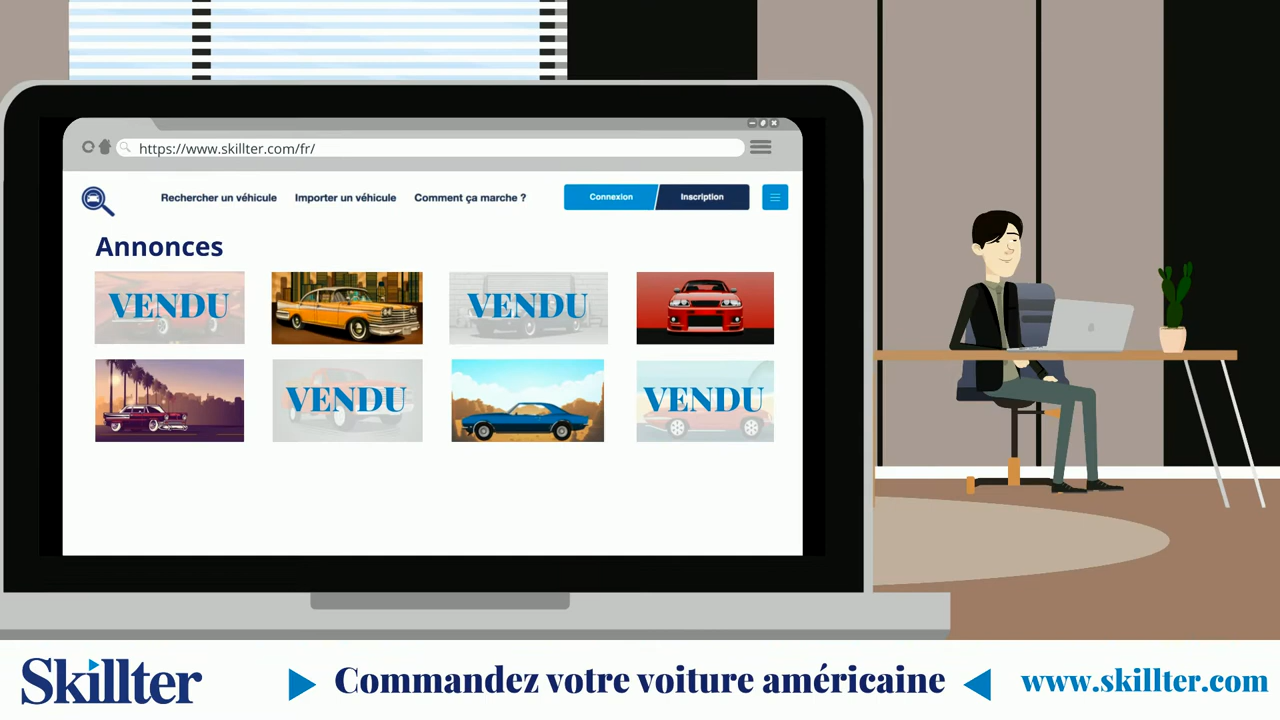 https://www.skillter.com/fr/
Rechercher un véhicule Importer un véhicule Comment ça marche ? Connexion Inscription
Annonces
VENDU VENDU
VENDU VENDU
Skillter Commandez votre voiture américaine www.skillter.com